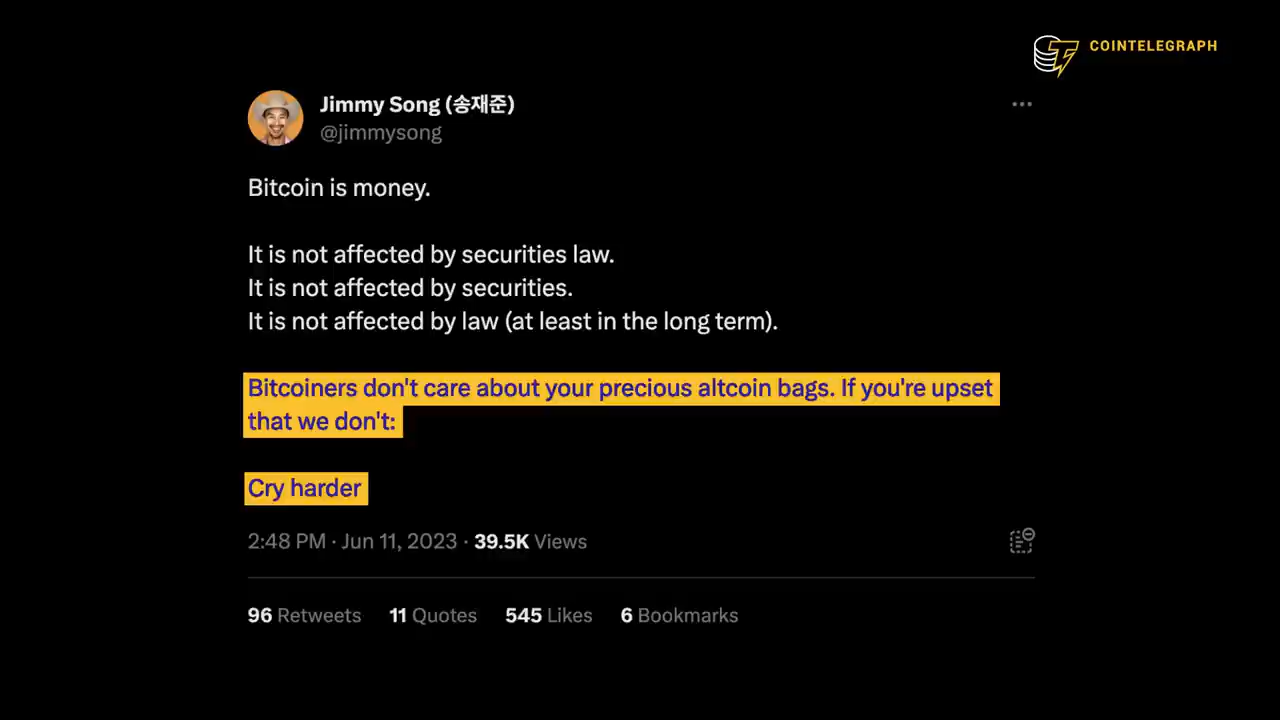 COINTELEGRAPH
Jimmy Song (송재준)
@jimmysong
Bitcoin is money.
It is not affected by securities law.
It is not affected by securities.
It is not affected by law (at least in the long term).
Bitcoiners don't care about your precious altcoin bags. If you're upset
that we don't:
Cry harder
2:48 PM · Jun 11, 2023 · 39.5K Views
96 Retweets 11 Quotes 545 Likes 6 Bookmarks